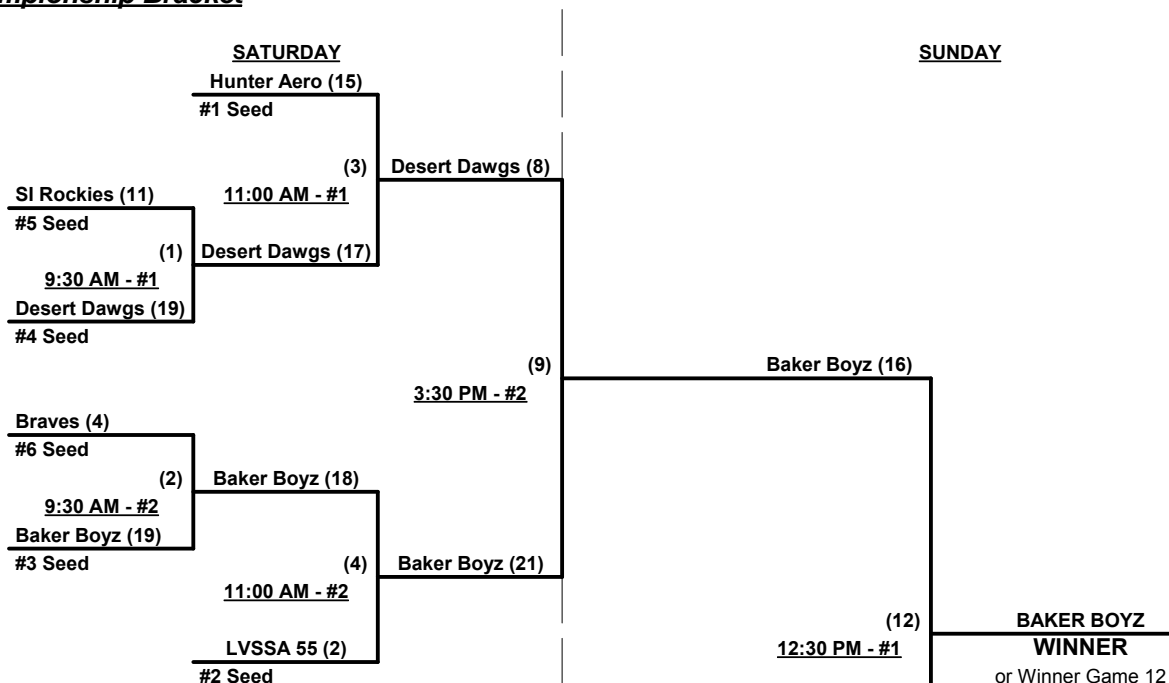 mpionship Bracket
SATURDAY
SUNDAY
Hunter Aero (15)
#1 Seed
(3)
Desert Dawgs (8)
11:00 AM - #1
SI Rockies (11)
#5 Seed
(1)
Desert Dawgs (17)
9:30 AM - #1
Desert Dawgs (19)
#4 Seed
(9)
Baker Boyz (16)
3:30 PM - #2
Braves (4)
#6 Seed
(2)
Baker Boyz (18)
9:30 AM - #2
Baker Boyz (19)
#3 Seed
(4)
Baker Boyz (21)
11:00 AM - #2
LVSSA 55 (2)
#2 Seed
(12)
BAKER BOYZ
12:30 PM - #1
WINNER
or Winner Game 12